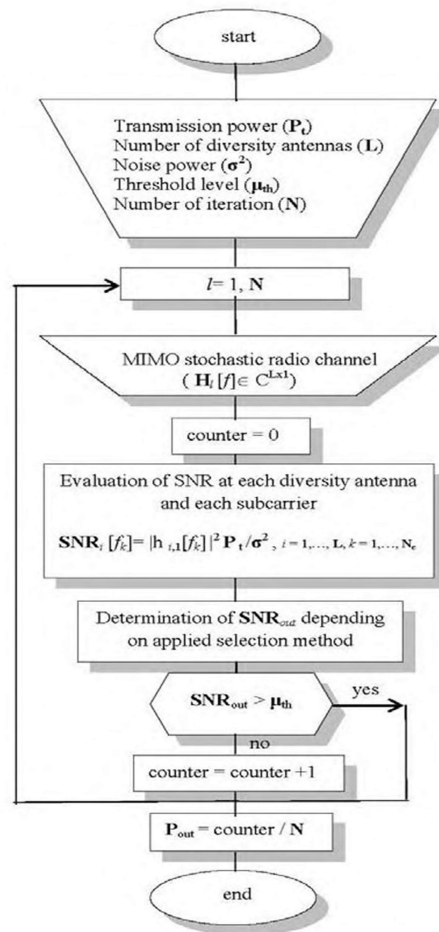 start
Transmission power (Pt)
Number of diversity antennas (L)
Noise power (σ²)
Threshold level (μth)
Number of iteration (N)
l= 1, N
MIMO stochastic radio channel
( Hl [f]∈ C^Lx1)
counter = 0
Evaluation of SNR at each diversity antenna
and each subcarrier
SNRi [fk]= |h i,1[fk] |² Pt/σ² , i = 1,…, L, k = 1,…, Nc
Determination of SNRout depending
on applied selection method
SNRout > μth
yes
no
counter = counter +1
Pout = counter / N
end